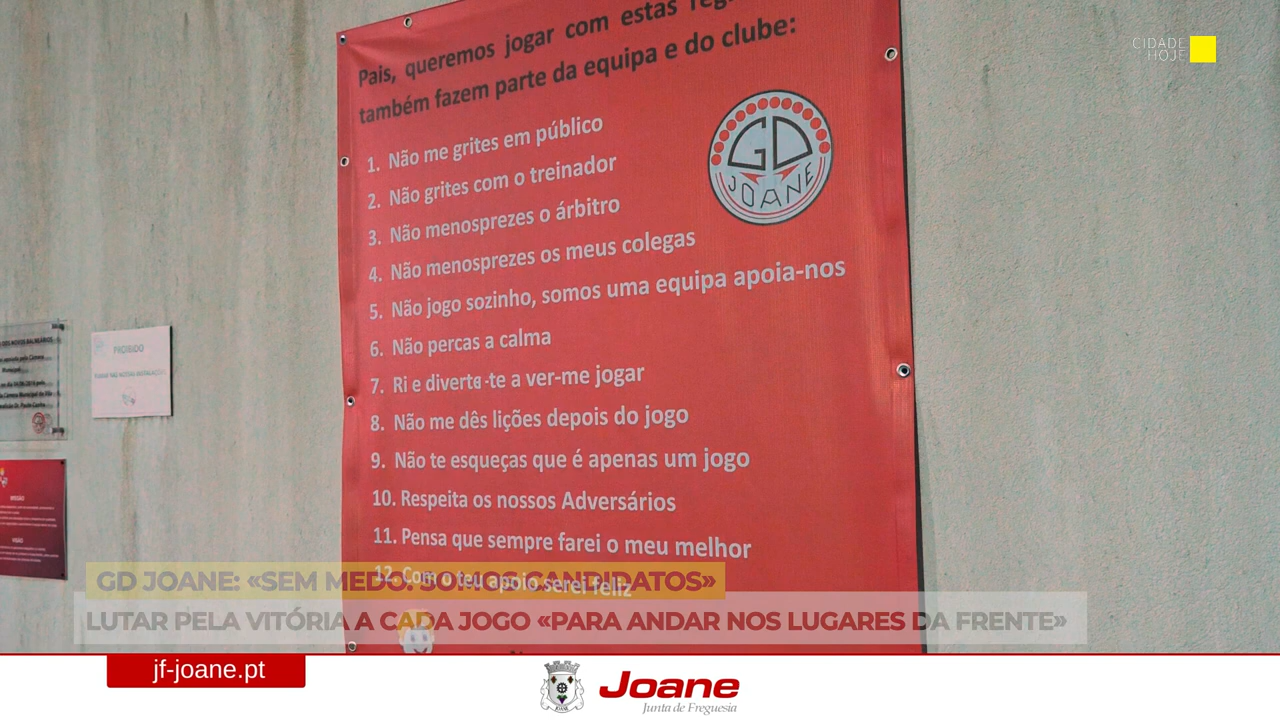 CIDADE
HOJE
Pais, queremos jogar com estas
também fazem parte da equipa e do clube:
GD
JOANE
1. Não me grites em público
2. Não grites com o treinador
3. Não menosprezes o árbitro
4. Não menosprezes os meus colegas
5. Não jogo sozinho, somos uma equipa apoia-nos
6. Não percas a calma
7. Ri e diverte-te a ver-me jogar
8. Não me dês lições depois do jogo
9. Não te esqueças que é apenas um jogo
10. Respeita os nossos Adversários
11. Pensa que sempre farei o meu melhor
12. Com o teu apoio serei feliz
PROIBIDO
MISSÃO
VISÃO
GD JOANE: «SEM MEDO. SOMOS CANDIDATOS»
LUTAR PELA VITÓRIA A CADA JOGO «PARA ANDAR NOS LUGARES DA FRENTE»
jf-joane.pt
Joane
Junta de Freguesia